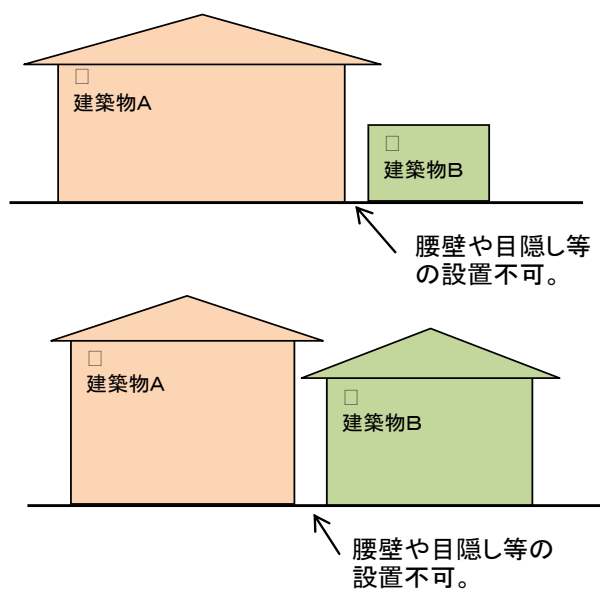 □
建築物A
□
建築物B
腰壁や目隠し等
の設置不可。
□
建築物A
□
建築物B
腰壁や目隠し等の
設置不可。